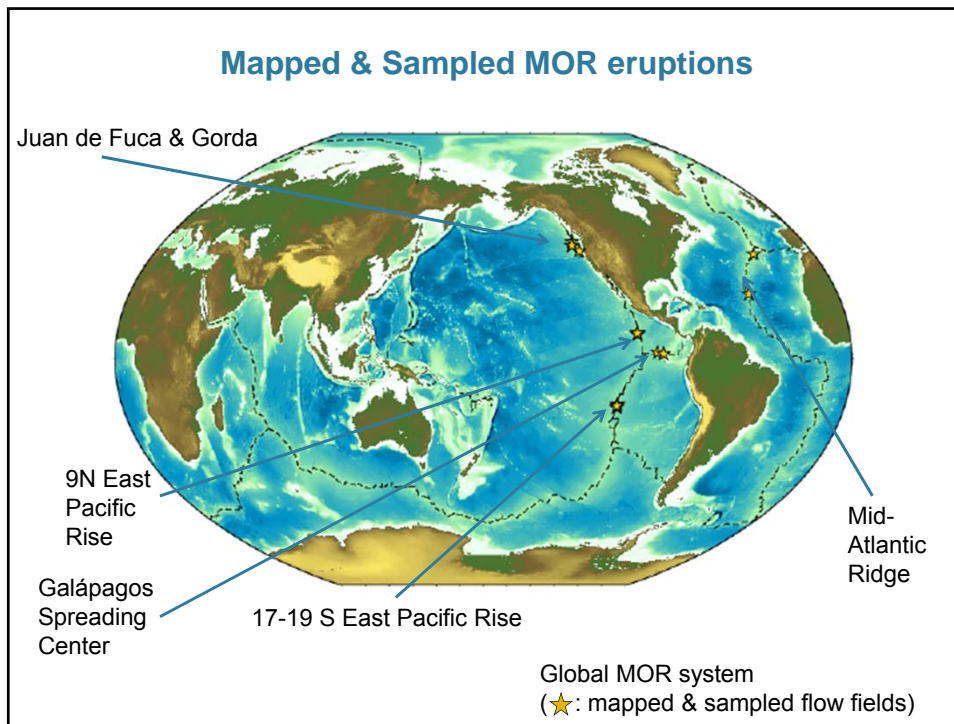 Mapped & Sampled MOR eruptions
Juan de Fuca & Gorda
9N East
Pacific
Rise
Mid-
Atlantic
Ridge
Galápagos
Spreading
Center
17-19 S East Pacific Rise
Global MOR system
(★: mapped & sampled flow fields)